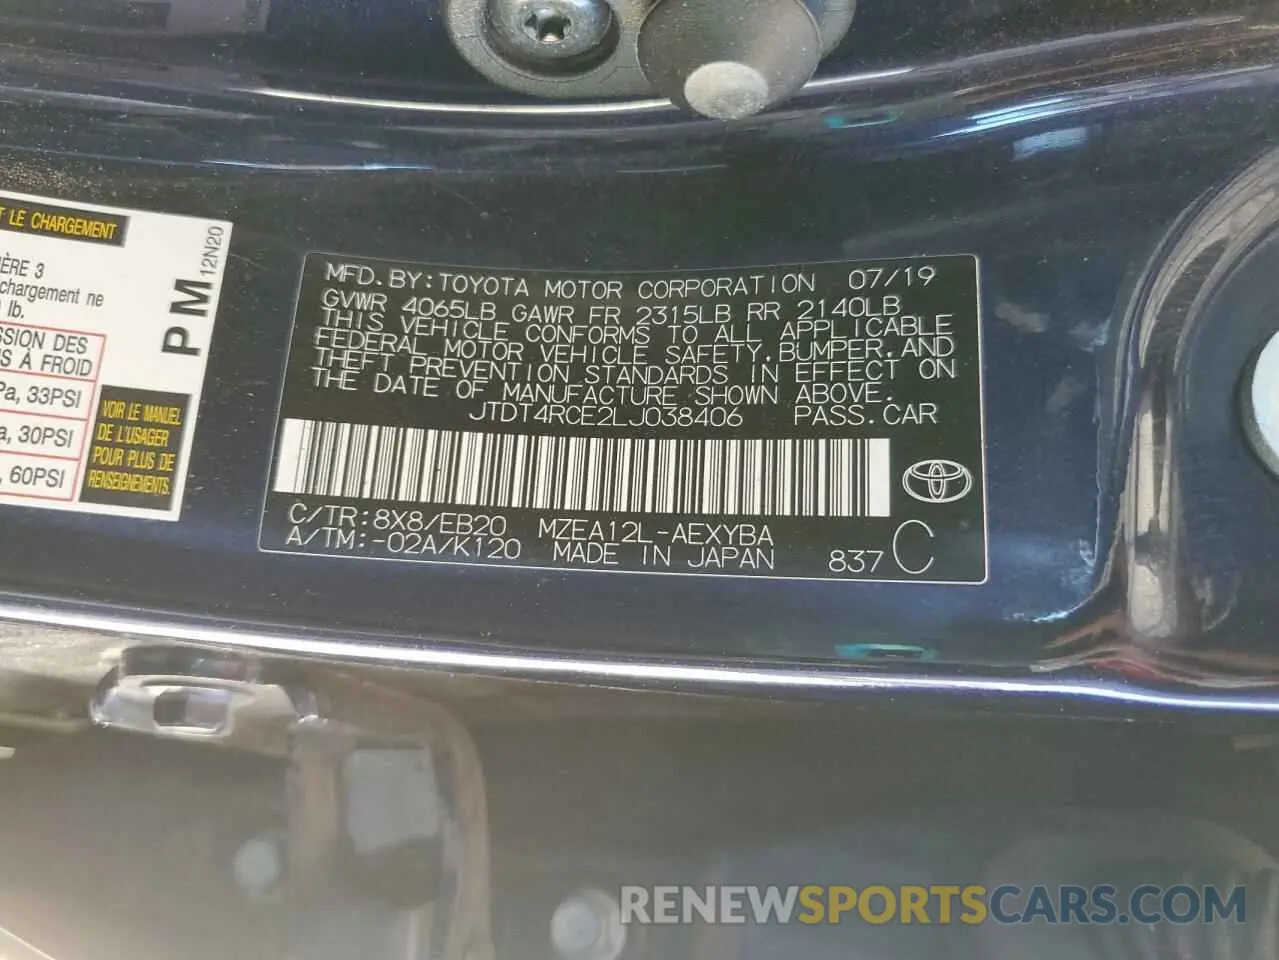 T LE CHARGEMENT
ÈRE 3
chargement ne
lb.
SSION DES
S À FROID
Pa, 33PSI
a, 30PSI
, 60PSI
VOIR LE MANUEL
DE L'USAGER
POUR PLUS DE
RENSEIGNEMENTS.
PM 12N20
MFD. BY: TOYOTA MOTOR CORPORATION 07/19
GVWR 4065LB GAWR FR 2315LB RR 2140LB
THIS VEHICLE CONFORMS TO ALL APPLICABLE
FEDERAL MOTOR VEHICLE SAFETY, BUMPER, AND
THEFT PREVENTION STANDARDS IN EFFECT ON
THE DATE OF MANUFACTURE SHOWN ABOVE.
JTDT4RCE2LJ038406 PASS. CAR
C/TR: 8X8/EB20 MZEA12L-AEXYBA
A/TM: -02A/K120 MADE IN JAPAN 837 C
RENEWSPORTSCARS.COM